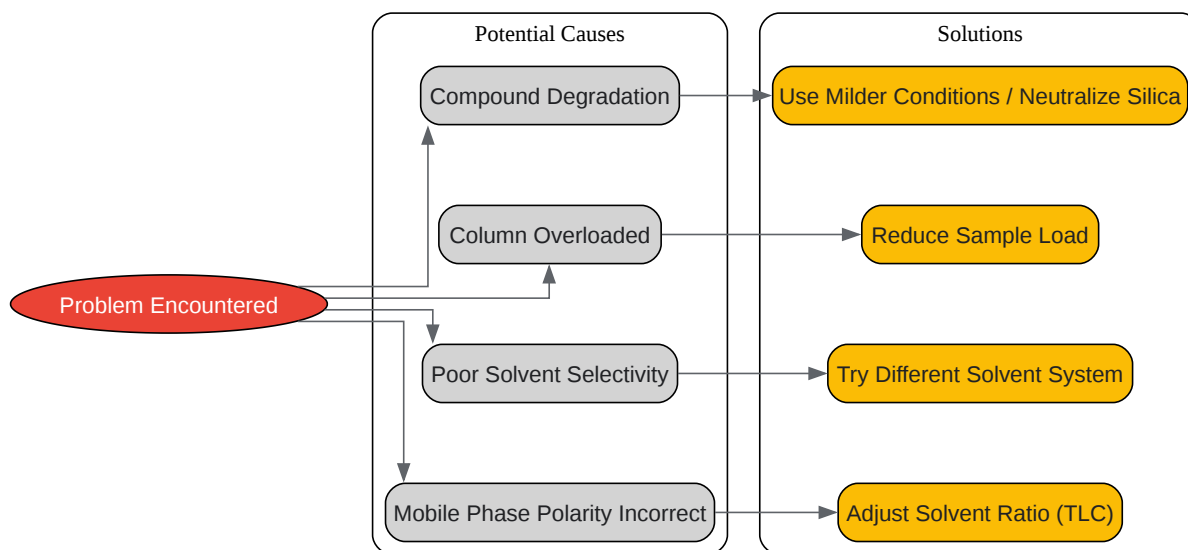 Potential Causes
Solutions
Compound Degradation
Use Milder Conditions / Neutralize Silica
Column Overloaded
Reduce Sample Load
Problem Encountered
Poor Solvent Selectivity
Try Different Solvent System
Mobile Phase Polarity Incorrect
Adjust Solvent Ratio (TLC)